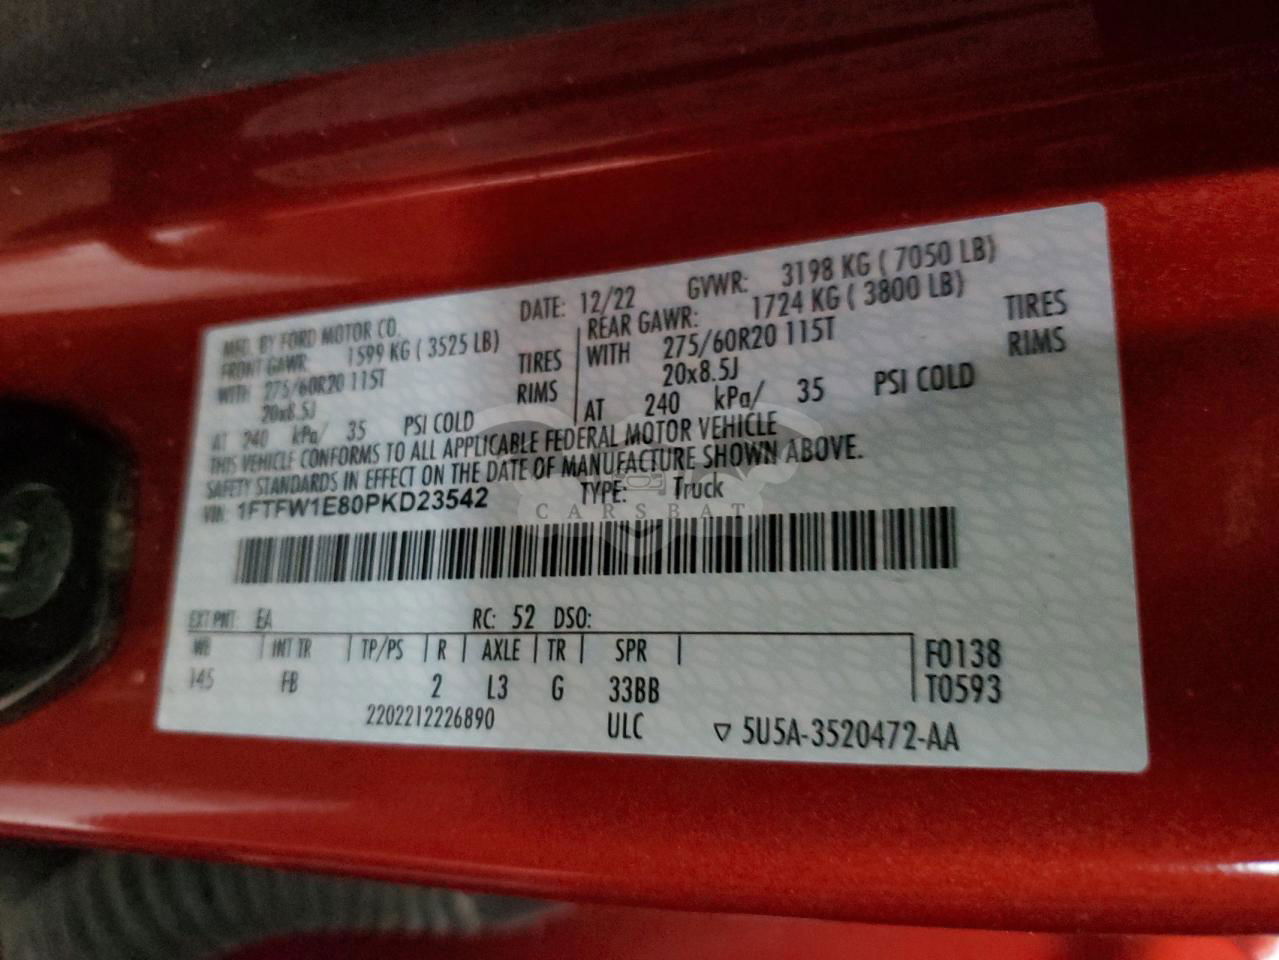 MFD. BY FORD MOTOR CO. DATE: 12/22 GVWR: 3198 KG ( 7050 LB)
FRONT GAWR: 1599 KG ( 3525 LB) REAR GAWR: 1724 KG ( 3800 LB)
WITH 275/60R20 115T TIRES WITH 275/60R20 115T TIRES
20x8.5J RIMS 20x8.5J RIMS
AT 240 kPa/ 35 PSI COLD AT 240 kPa/ 35 PSI COLD
THIS VEHICLE CONFORMS TO ALL APPLICABLE FEDERAL MOTOR VEHICLE
SAFETY STANDARDS IN EFFECT ON THE DATE OF MANUFACTURE SHOWN ABOVE.
VIN: 1FTFW1E80PKD23542 TYPE: Truck
CARSBAT
EXT PNT: EA RC: 52 DSO:
WB INT TR TP/PS R AXLE TR SPR F0138
145 FB 2 L3 G 33BB T0593
2202212226890 ULC ▽ 5U5A-3520472-AA